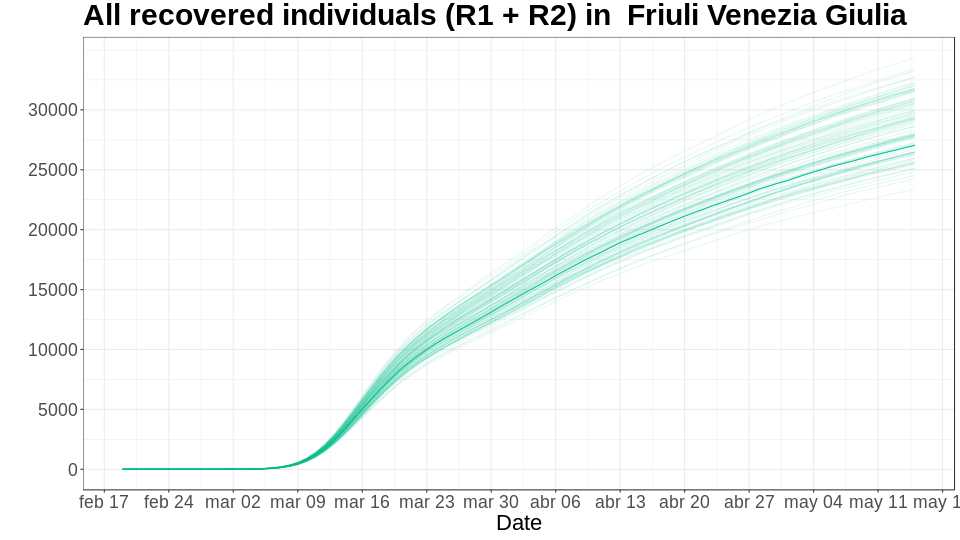 All recovered individuals (R1 + R2) in  Friuli Venezia Giulia
30000
25000
20000
15000
10000
5000
0
feb 17 feb 24 mar 02 mar 09 mar 16 mar 23 mar 30 abr 06 abr 13 abr 20 abr 27 may 04 may 11 may 1
Date